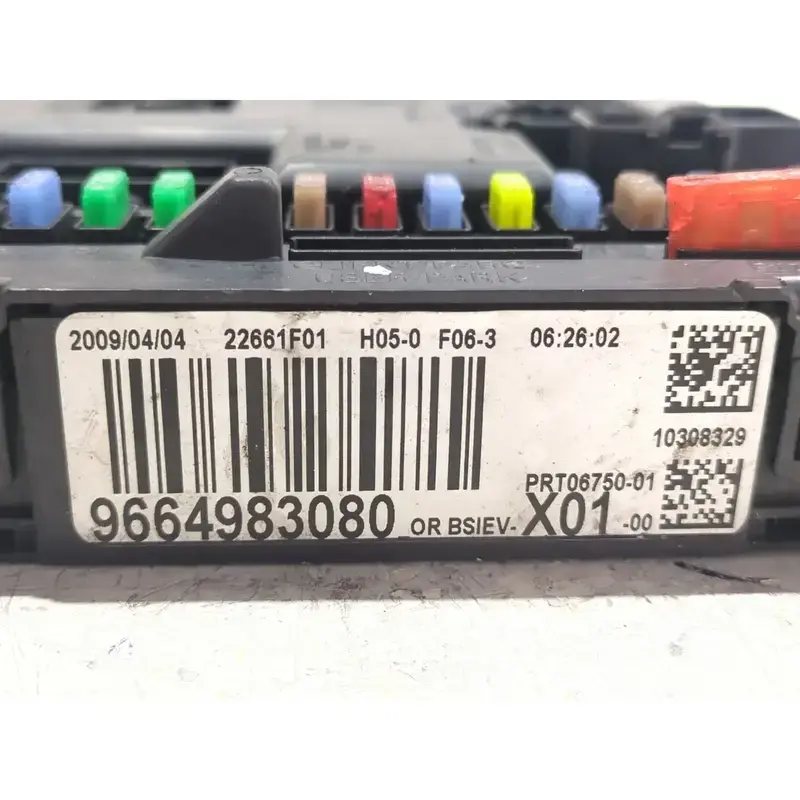 2009/04/04 22661F01 H05-0 F06-3 06:26:02
10308329
PRT06750-01
9664983080 OR BSIEV- X01 -00